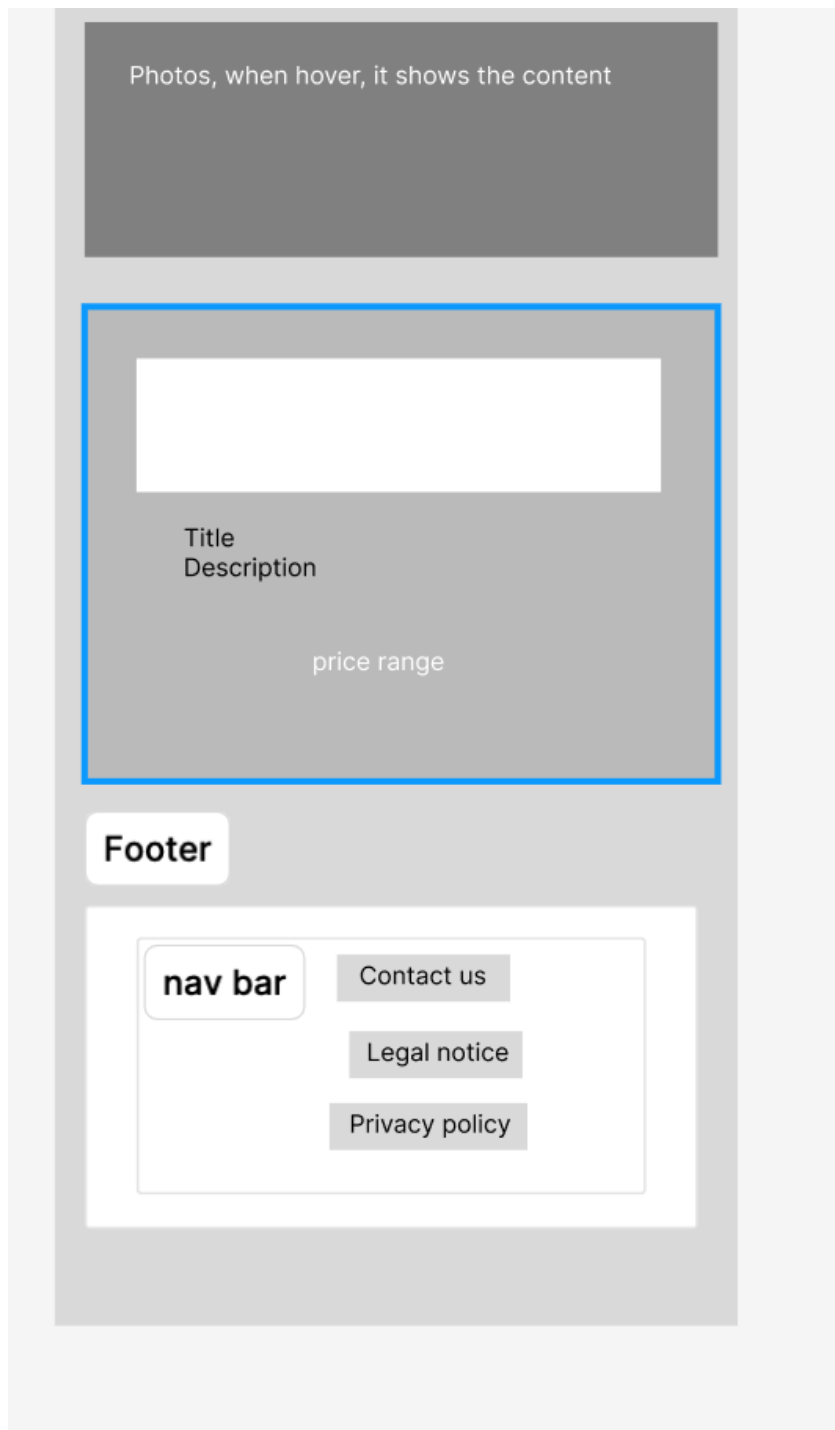 Photos, when hover, it shows the content
Title
Description
price range
Footer
nav bar
Contact us
Legal notice
Privacy policy